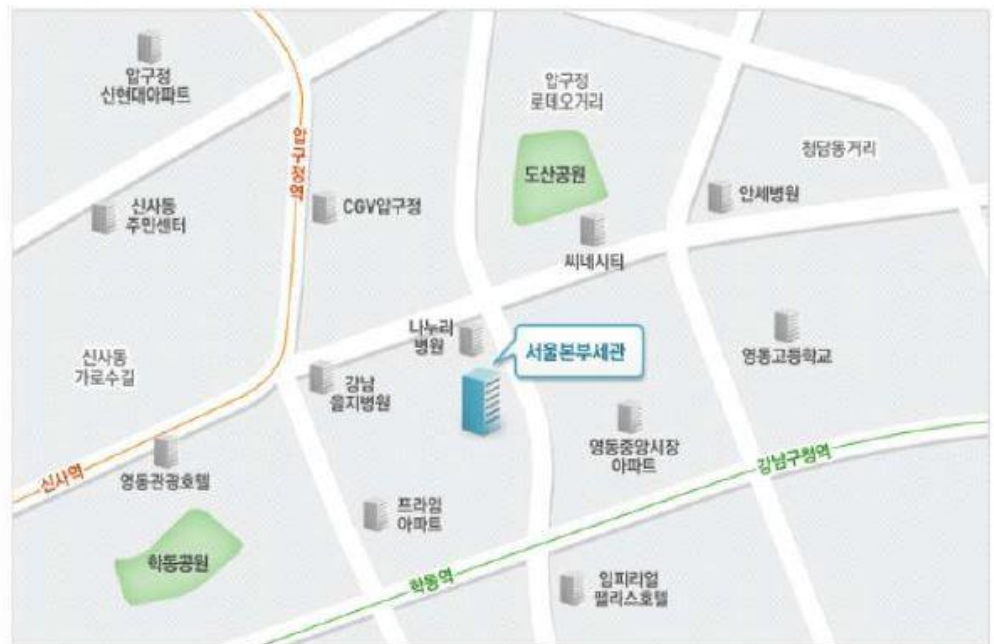 압구정
신현대아파트
압구정
로데오거리
압구정역
도산공원
청담동거리
안세병원
신사동
주민센터
CGV압구정
씨네시티
나누리
병원
서울본부세관
영동고등학교
신사동
가로수길
강남
을지병원
영동중앙시장
아파트
강남구청역
신사역
영동관광호텔
프라임
아파트
학동공원
학동역
임피리얼
팰리스호텔